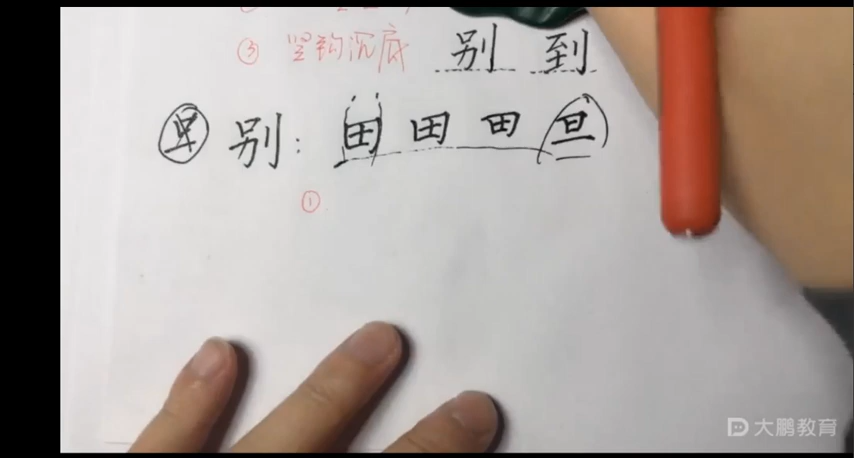 ③ 竖钩沉底 别 到
早 别: 田 田 田 旦
①
大鹏教育